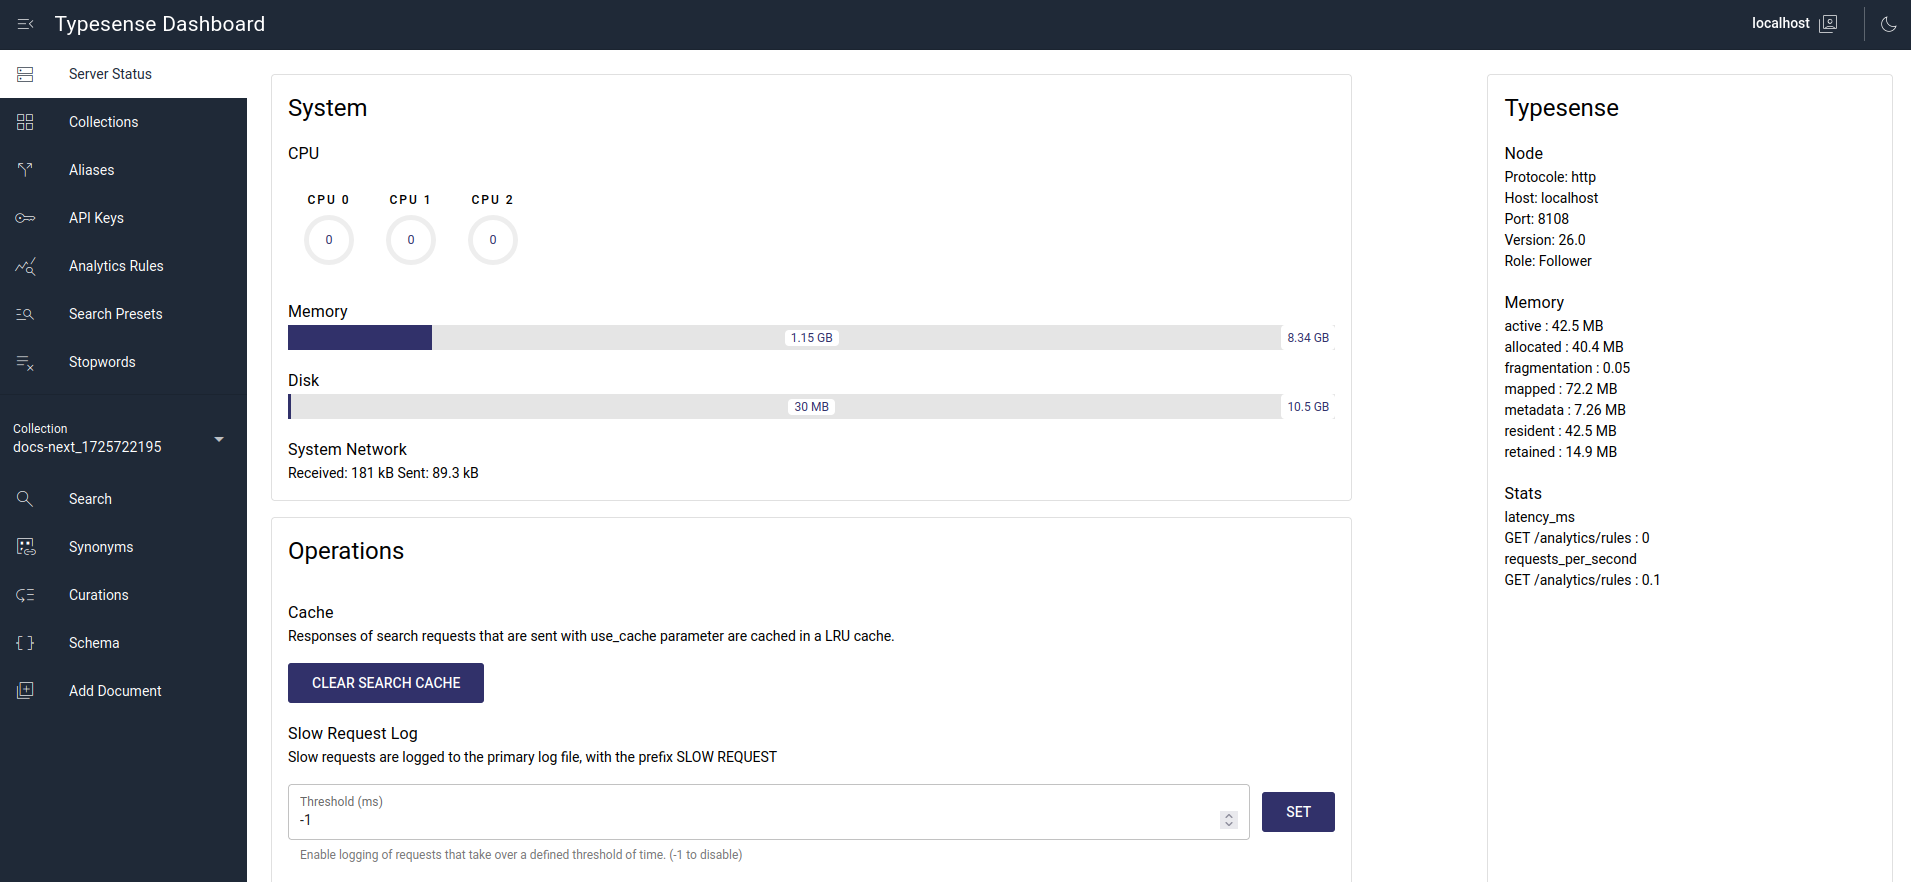 Typesense Dashboard
localhost
Server Status
Collections
Aliases
API Keys
Analytics Rules
Search Presets
Stopwords
Collection
docs-next_1725722195
Search
Synonyms
Curations
Schema
Add Document
System
CPU
CPU 0 CPU 1 CPU 2
0 0 0
Memory
1.15 GB 8.34 GB
Disk
30 MB 10.5 GB
System Network
Received: 181 kB Sent: 89.3 kB
Operations
Cache
Responses of search requests that are sent with use_cache parameter are cached in a LRU cache.
CLEAR SEARCH CACHE
Slow Request Log
Slow requests are logged to the primary log file, with the prefix SLOW REQUEST
Threshold (ms)
-1
SET
Enable logging of requests that take over a defined threshold of time. (-1 to disable)
Typesense
Node
Protocole: http
Host: localhost
Port: 8108
Version: 26.0
Role: Follower
Memory
active : 42.5 MB
allocated : 40.4 MB
fragmentation : 0.05
mapped : 72.2 MB
metadata : 7.26 MB
resident : 42.5 MB
retained : 14.9 MB
Stats
latency_ms
GET /analytics/rules : 0
requests_per_second
GET /analytics/rules : 0.1